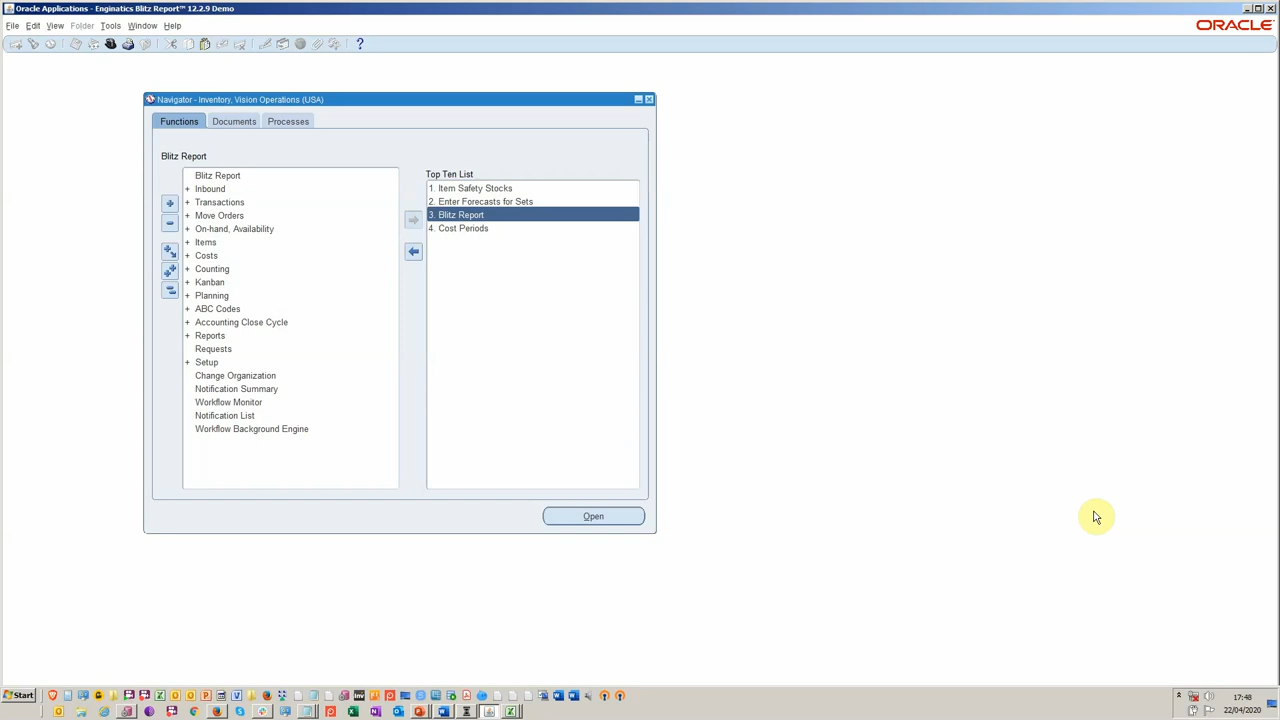 Oracle Applications - Enginatics Blitz Report™ 12.2.9 Demo
File Edit View Folder Tools Window Help
ORACLE
Navigator - Inventory, Vision Operations (USA)
Functions Documents Processes
Blitz Report
Top Ten List
Blitz Report
+ Inbound
+ Transactions
+ Move Orders
+ On-hand, Availability
+ Items
+ Costs
+ Counting
+ Kanban
+ Planning
+ ABC Codes
+ Accounting Close Cycle
+ Reports
Requests
+ Setup
Change Organization
Notification Summary
Workflow Monitor
Notification List
Workflow Background Engine
1. Item Safety Stocks
2. Enter Forecasts for Sets
3. Blitz Report
4. Cost Periods
Open
Start
17:48
22/04/2020